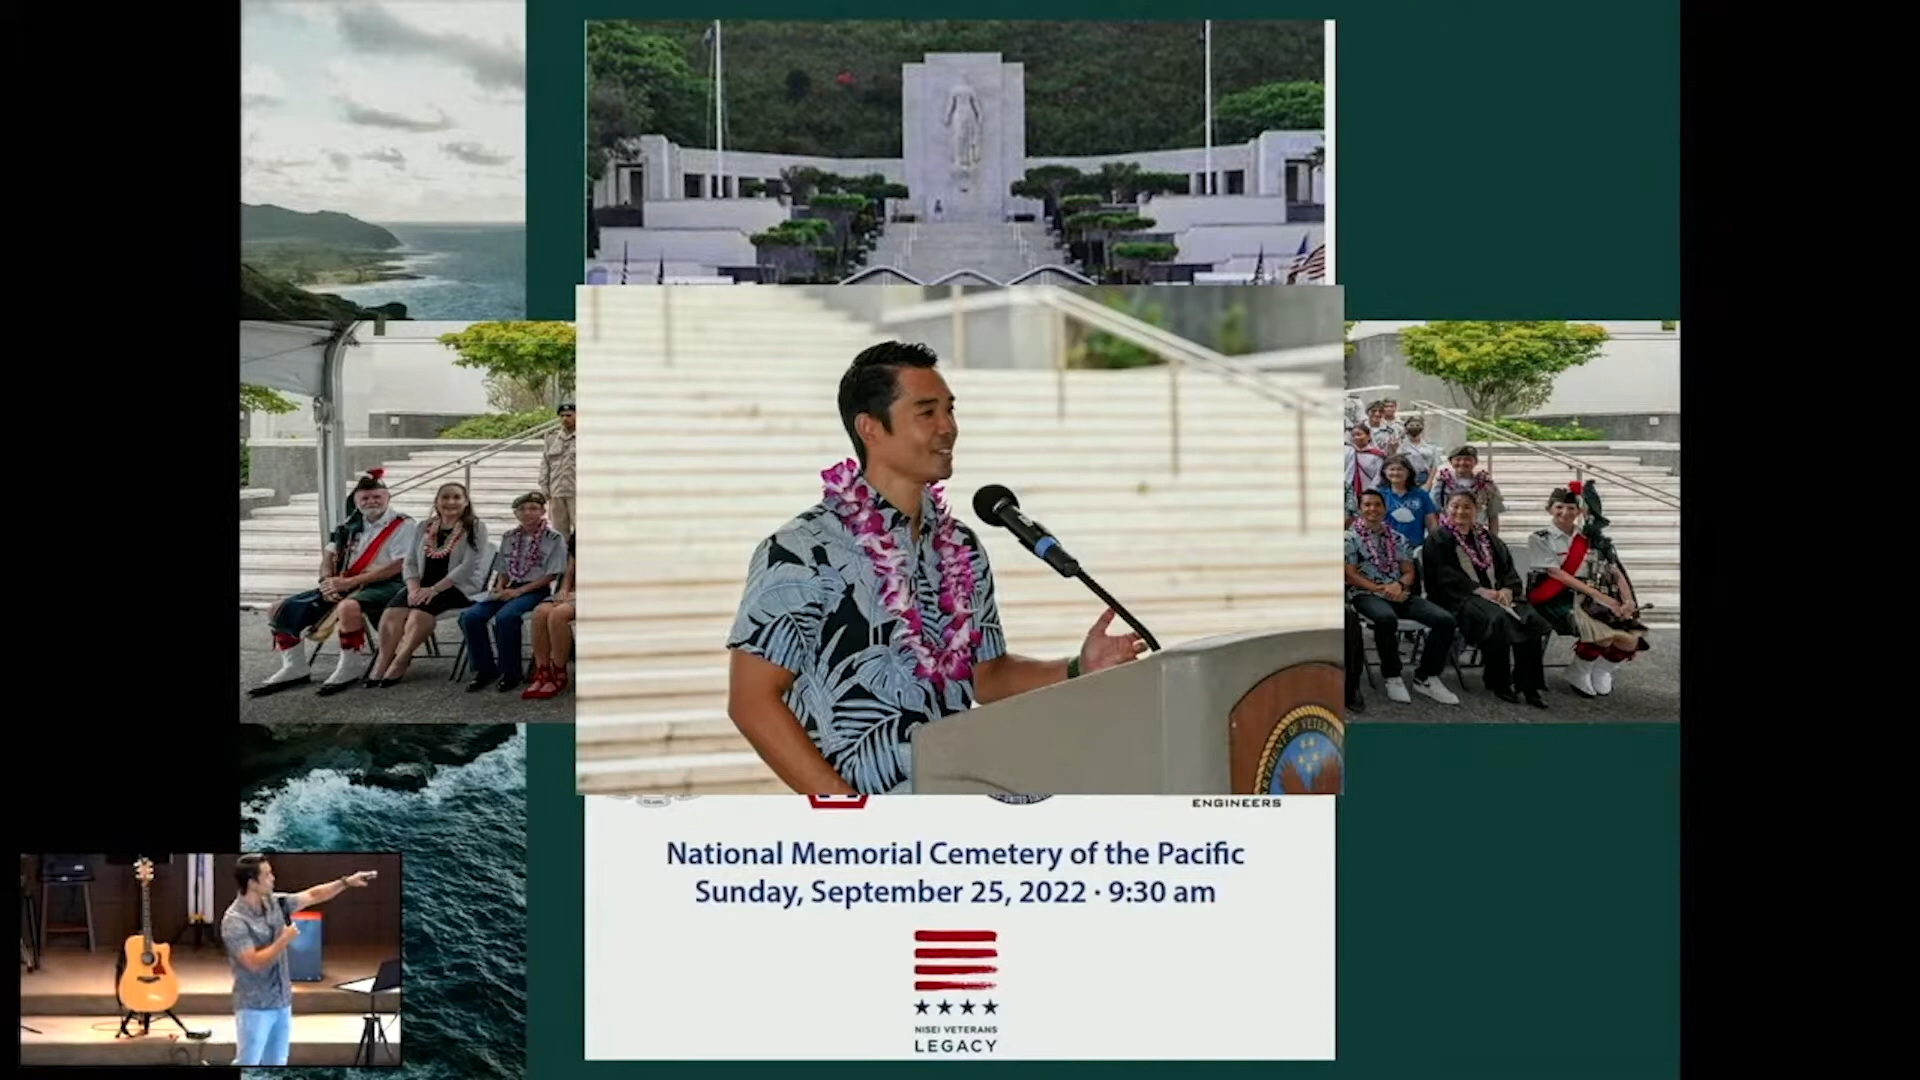 ENGINEERS
National Memorial Cemetery of the Pacific
Sunday, September 25, 2022 · 9:30 am
NISEI VETERANS
LEGACY